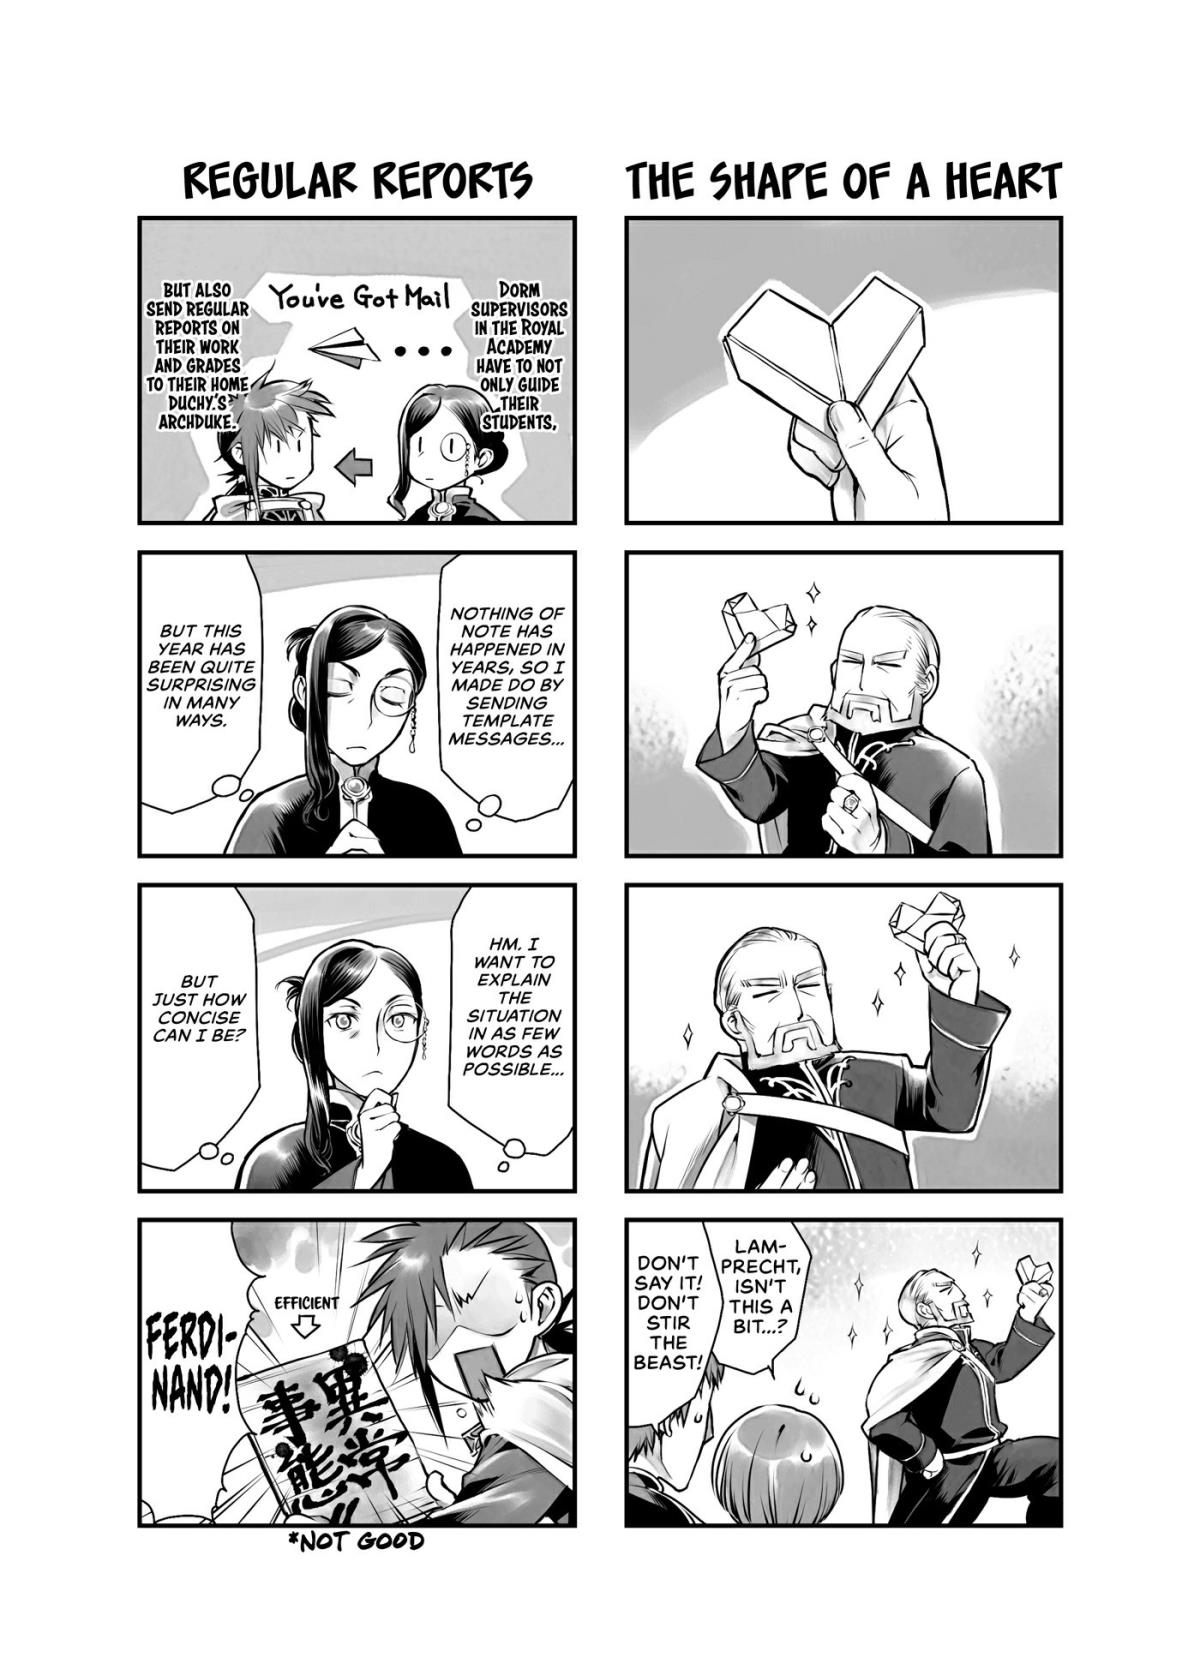 THE SHAPE OF A HEART
LAM-
PRECHT,
ISN'T
THIS A
BIT...?
DON'T
SAY IT!
DON'T
STIR
THE
BEAST!
REGULAR REPORTS
DORM
SUPERVISORS
IN THE ROYAL
ACADEMY
HAVE TO NOT
ONLY GUIDE
THEIR
STUDENTS,
You've Got Mail
BUT ALSO
SEND REGULAR
REPORTS ON
THEIR WORK
AND GRADES
TO THEIR HOME
DUCHY'S
ARCHDUKE.
NOTHING OF
NOTE HAS
HAPPENED IN
YEARS, SO I
MADE DO BY
SENDING
TEMPLATE
MESSAGES...
BUT THIS
YEAR HAS
BEEN QUITE
SURPRISING
IN MANY
WAYS.
HM. I
WANT TO
EXPLAIN
THE
SITUATION
IN AS FEW
WORDS AS
POSSIBLE...
BUT
JUST HOW
CONCISE
CAN I BE?
EFFICIENT
異常
事態!!
FERDI-
NAND!
*NOT GOOD